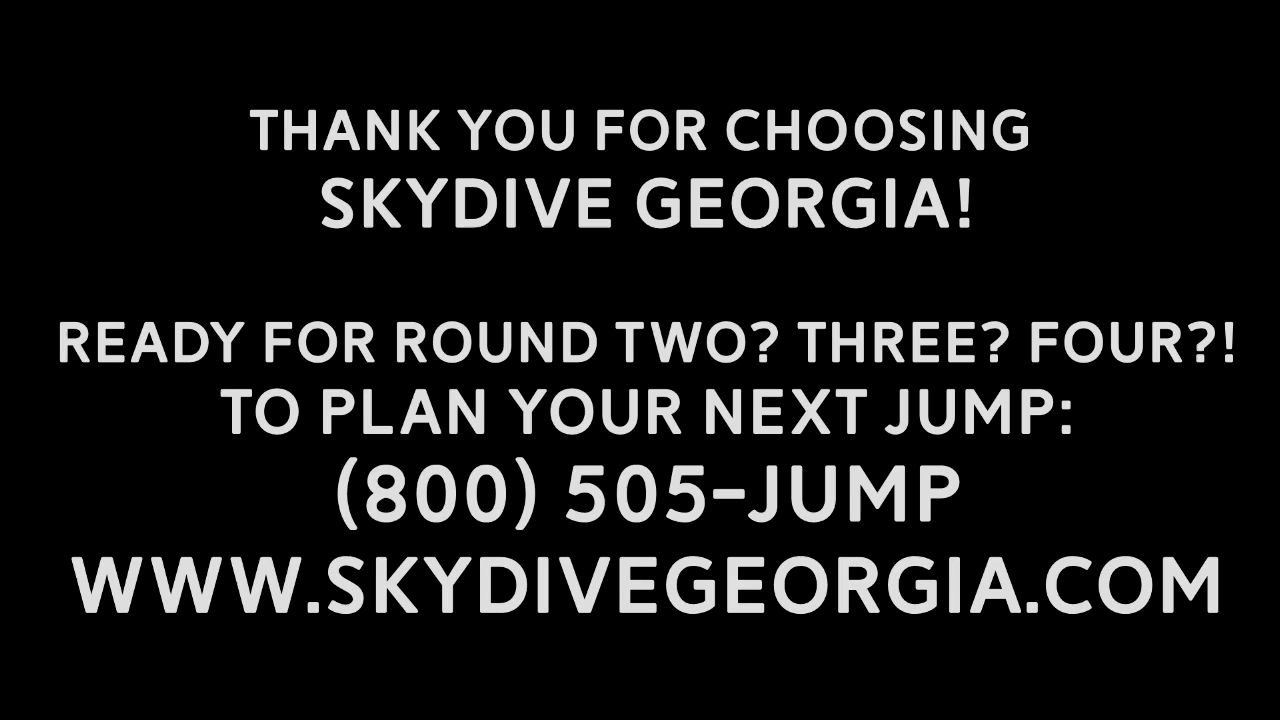 THANK YOU FOR CHOOSING
SKYDIVE GEORGIA!
READY FOR ROUND TWO? THREE? FOUR?!
TO PLAN YOUR NEXT JUMP:
(800) 505-JUMP
WWW.SKYDIVEGEORGIA.COM